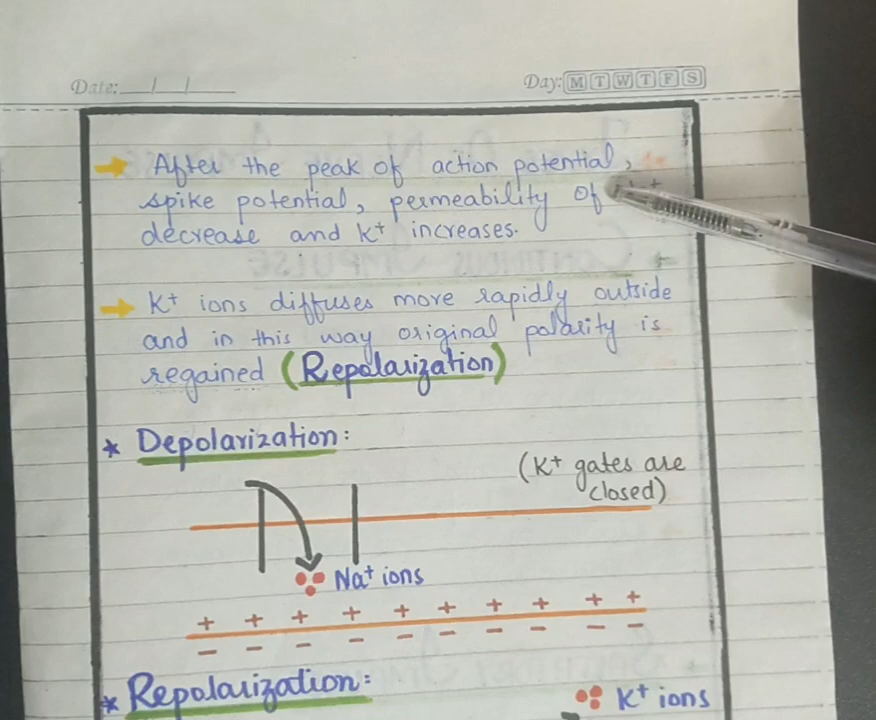 Date: / / Day: M T W T F S
→ After the peak of action potential,
spike potential, permeability of
decrease and K+ increases.
→ K+ ions diffuses more rapidly outside
and in this way original polarity is
regained (Repolarization)
* Depolarization:
(K+ gates are
closed)
Na+ ions
+ + + + + + + + + +
− − − − − − − − − −
* Repolarization:
K+ ions